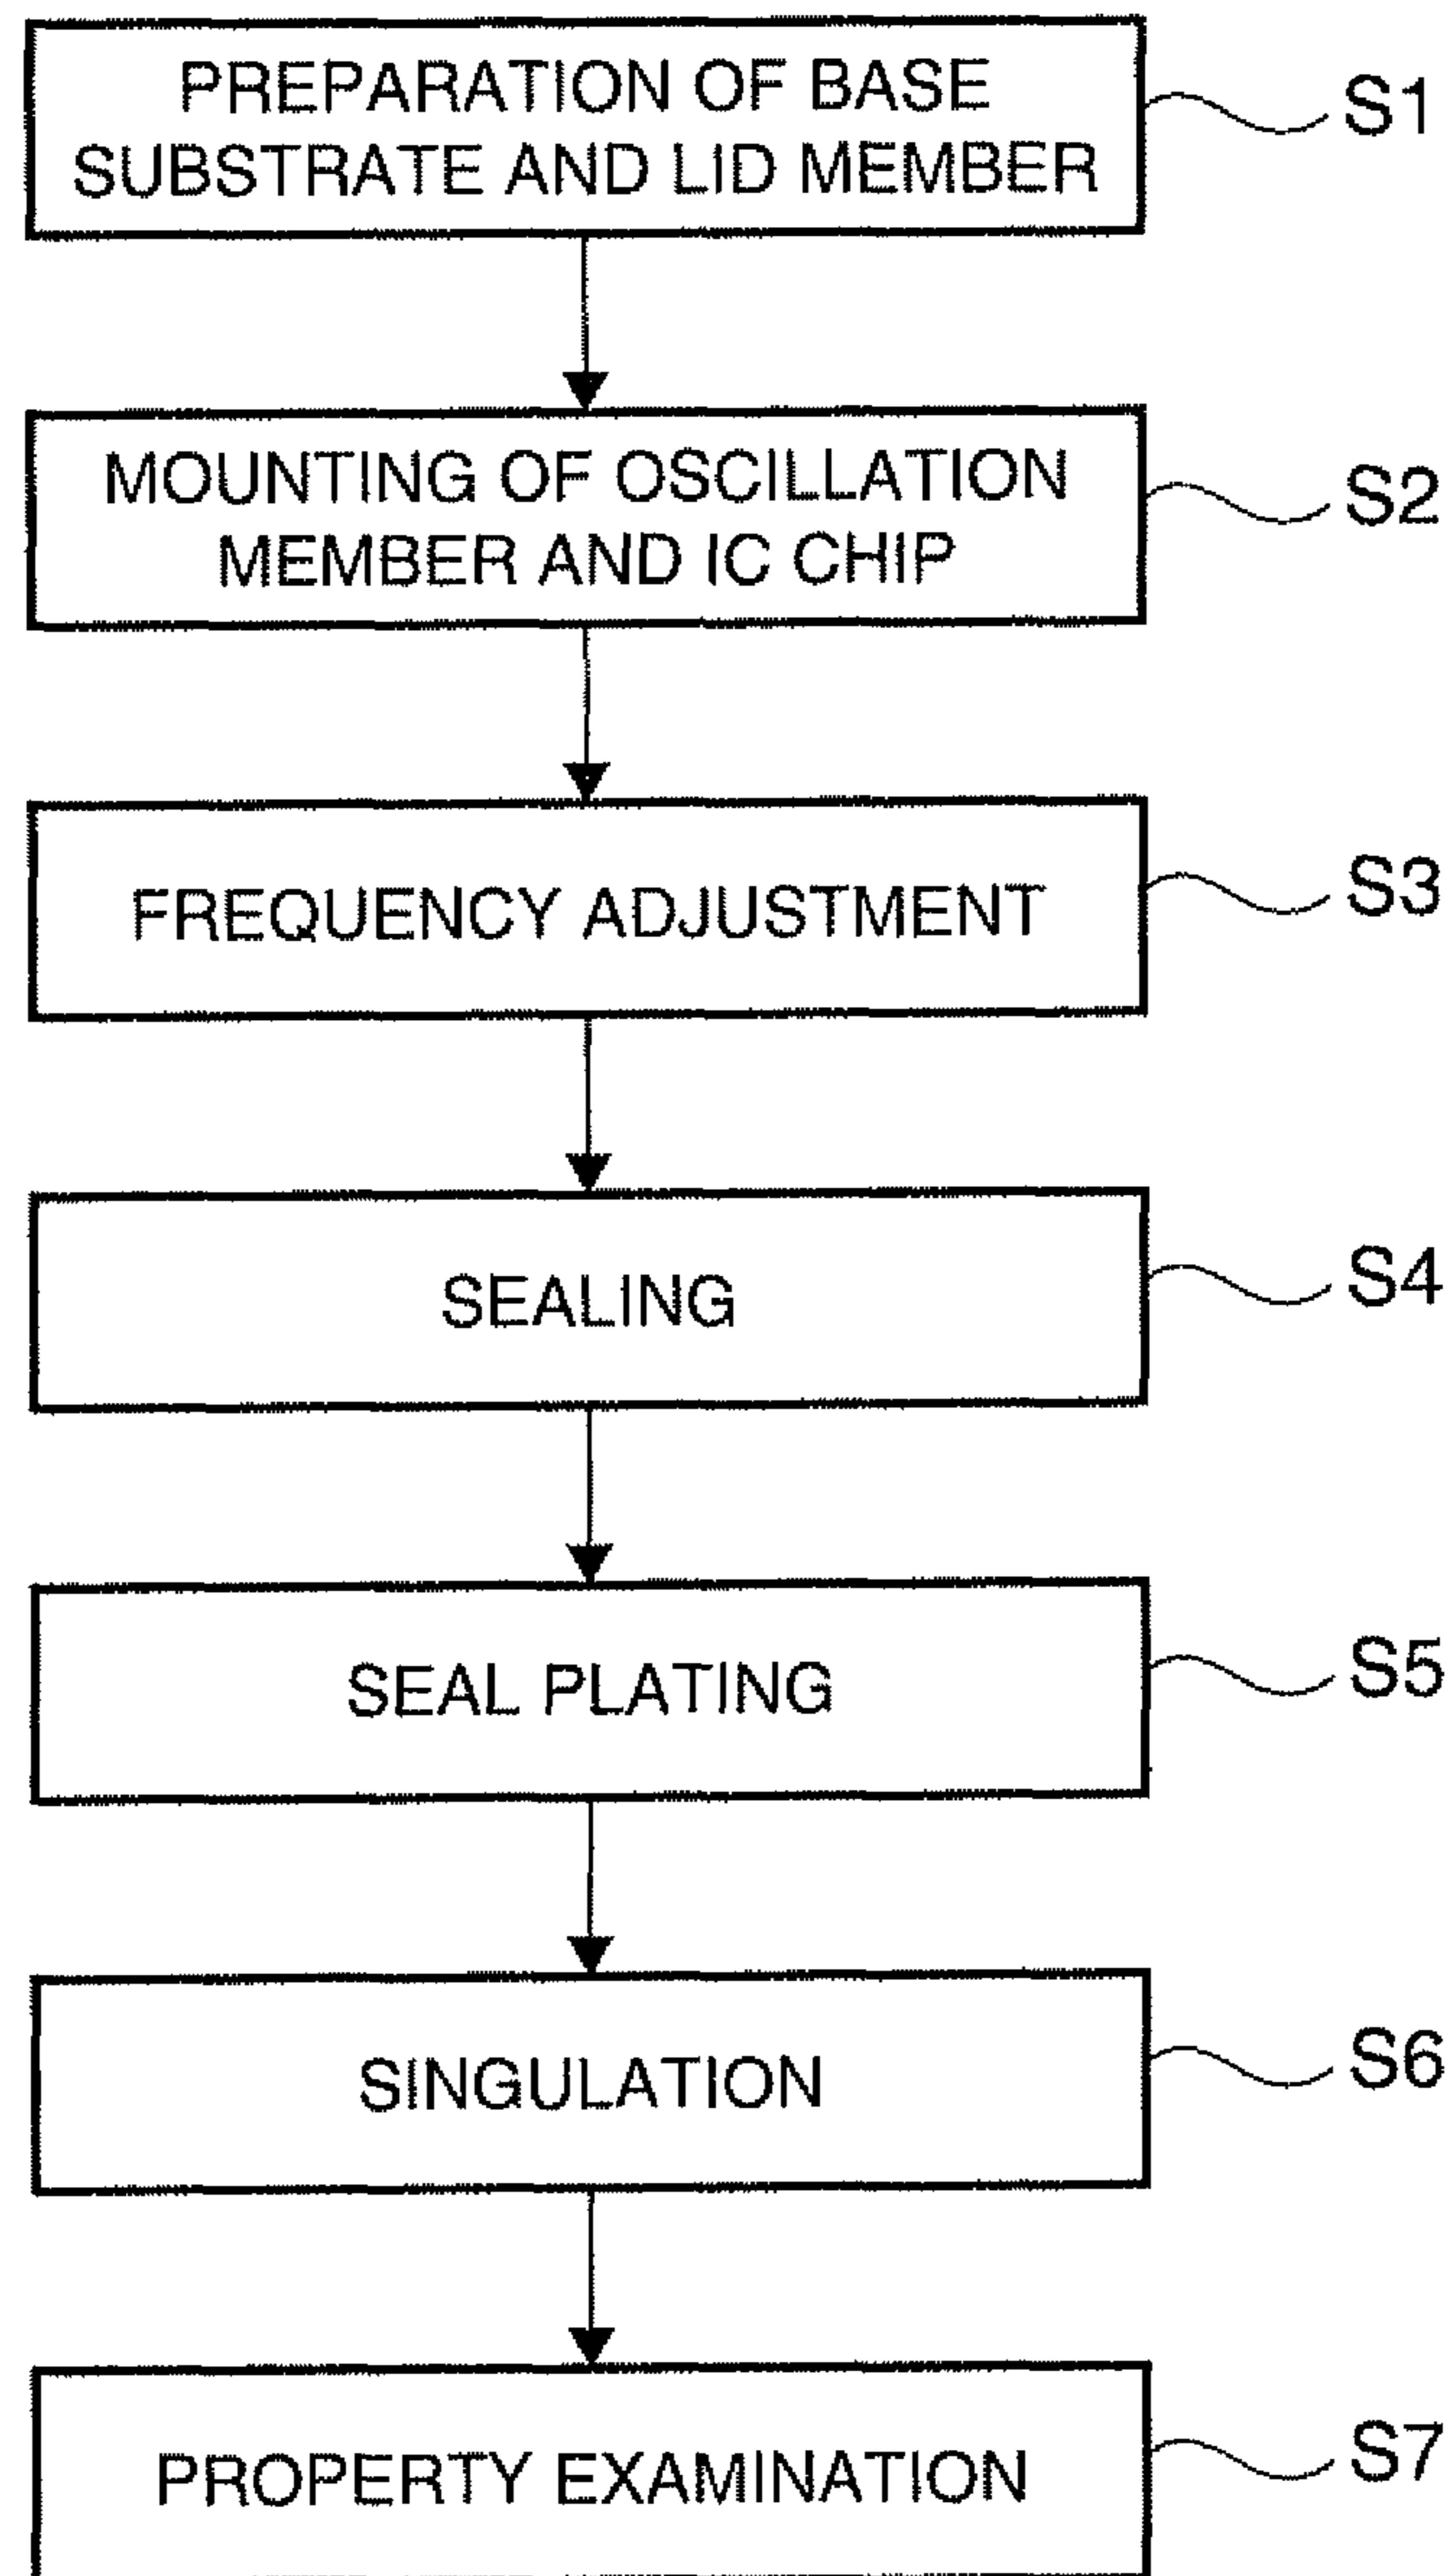 PREPARATION OF BASE
SUBSTRATE AND LID MEMBER
S1
MOUNTING OF OSCILLATION
MEMBER AND IC CHIP
S2
FREQUENCY ADJUSTMENT
S3
SEALING
S4
SEAL PLATING
S5
SINGULATION
S6
PROPERTY EXAMINATION
S7